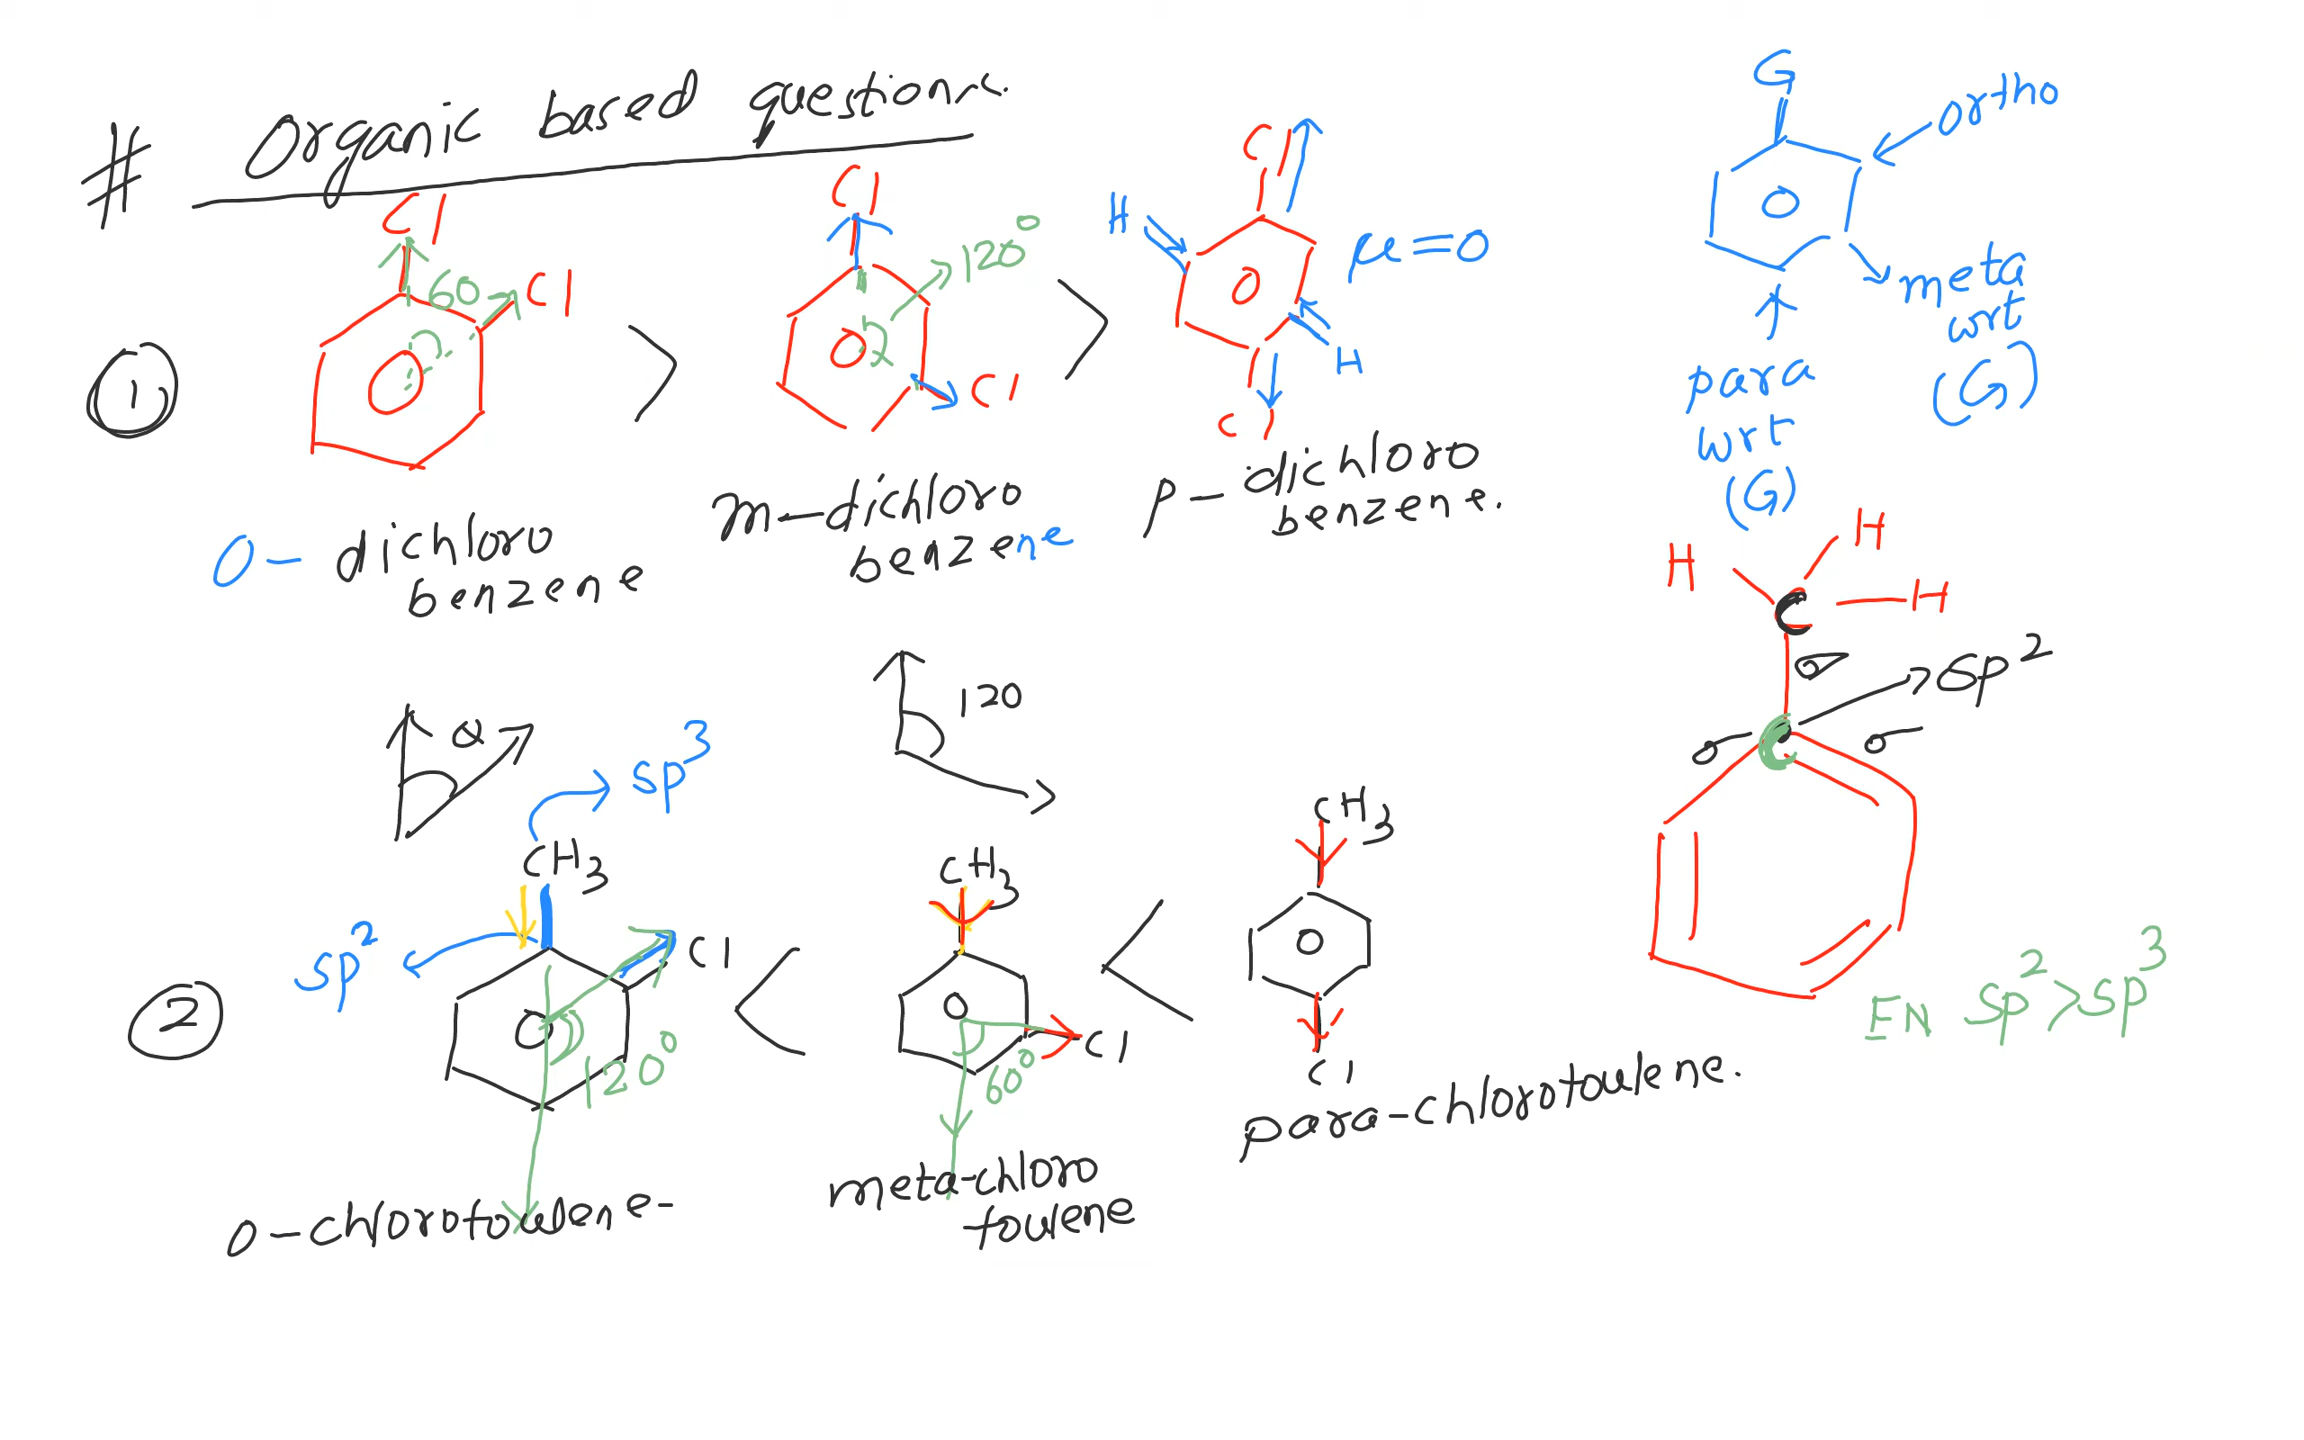 # Organic based question
①
Cl
60
Cl
>
Cl
120°
Cl
>
H
Cl
H
Cl
μ=0
G
ortho
meta
wrt
(G)
para
wrt
(G)
O- dichloro
benzene
m-dichloro
benzene
p-dichloro
benzene.
H
H
C
H
σ
sp²
σ
C
σ
EN sp²>sp³
120
sp³
②
CH₃
sp²
Cl
120°
<
CH₃
Cl
60°
<
CH₃
Cl
o-chlorotoulene-
meta-chloro
toulene
para-chlorotoulene.